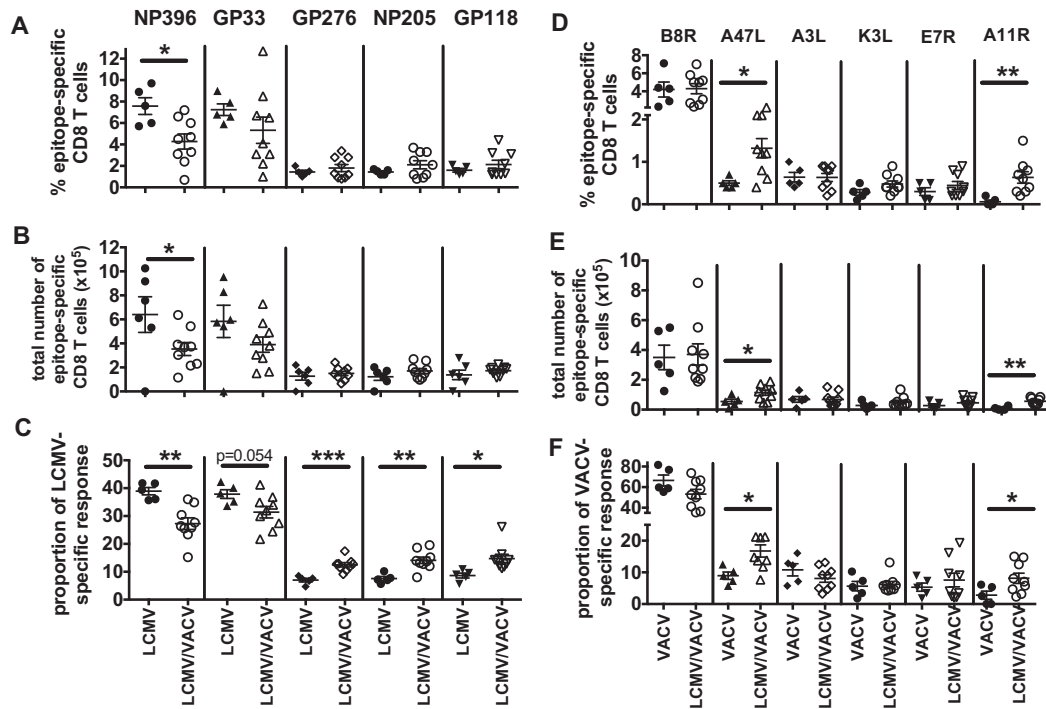 A
NP396 GP33 GP276 NP205 GP118
% epitope-specific
CD8 T cells
12
10
8
6
4
2
0
*
B
total number of
epitope-specific
CD8 T cells (x10⁵)
12
10
8
6
4
2
0
*
C
proportion of LCMV-
specific response
50
40
30
20
10
0
** p=0.054 *** ** *
LCMV LCMV/VACV LCMV LCMV/VACV LCMV LCMV/VACV LCMV LCMV/VACV LCMV LCMV/VACV
D
B8R A47L A3L K3L E7R A11R
% epitope-specific
CD8 T cells
8
6
4
2
2
1
0
* **
E
total number of
epitope-specific
CD8 T cells (x10⁵)
10
8
6
4
2
0
* **
F
proportion of VACV-
specific response
80
60
40
20
10
0
* *
VACV LCMV/VACV VACV LCMV/VACV VACV LCMV/VACV VACV LCMV/VACV VACV LCMV/VACV VACV LCMV/VACV